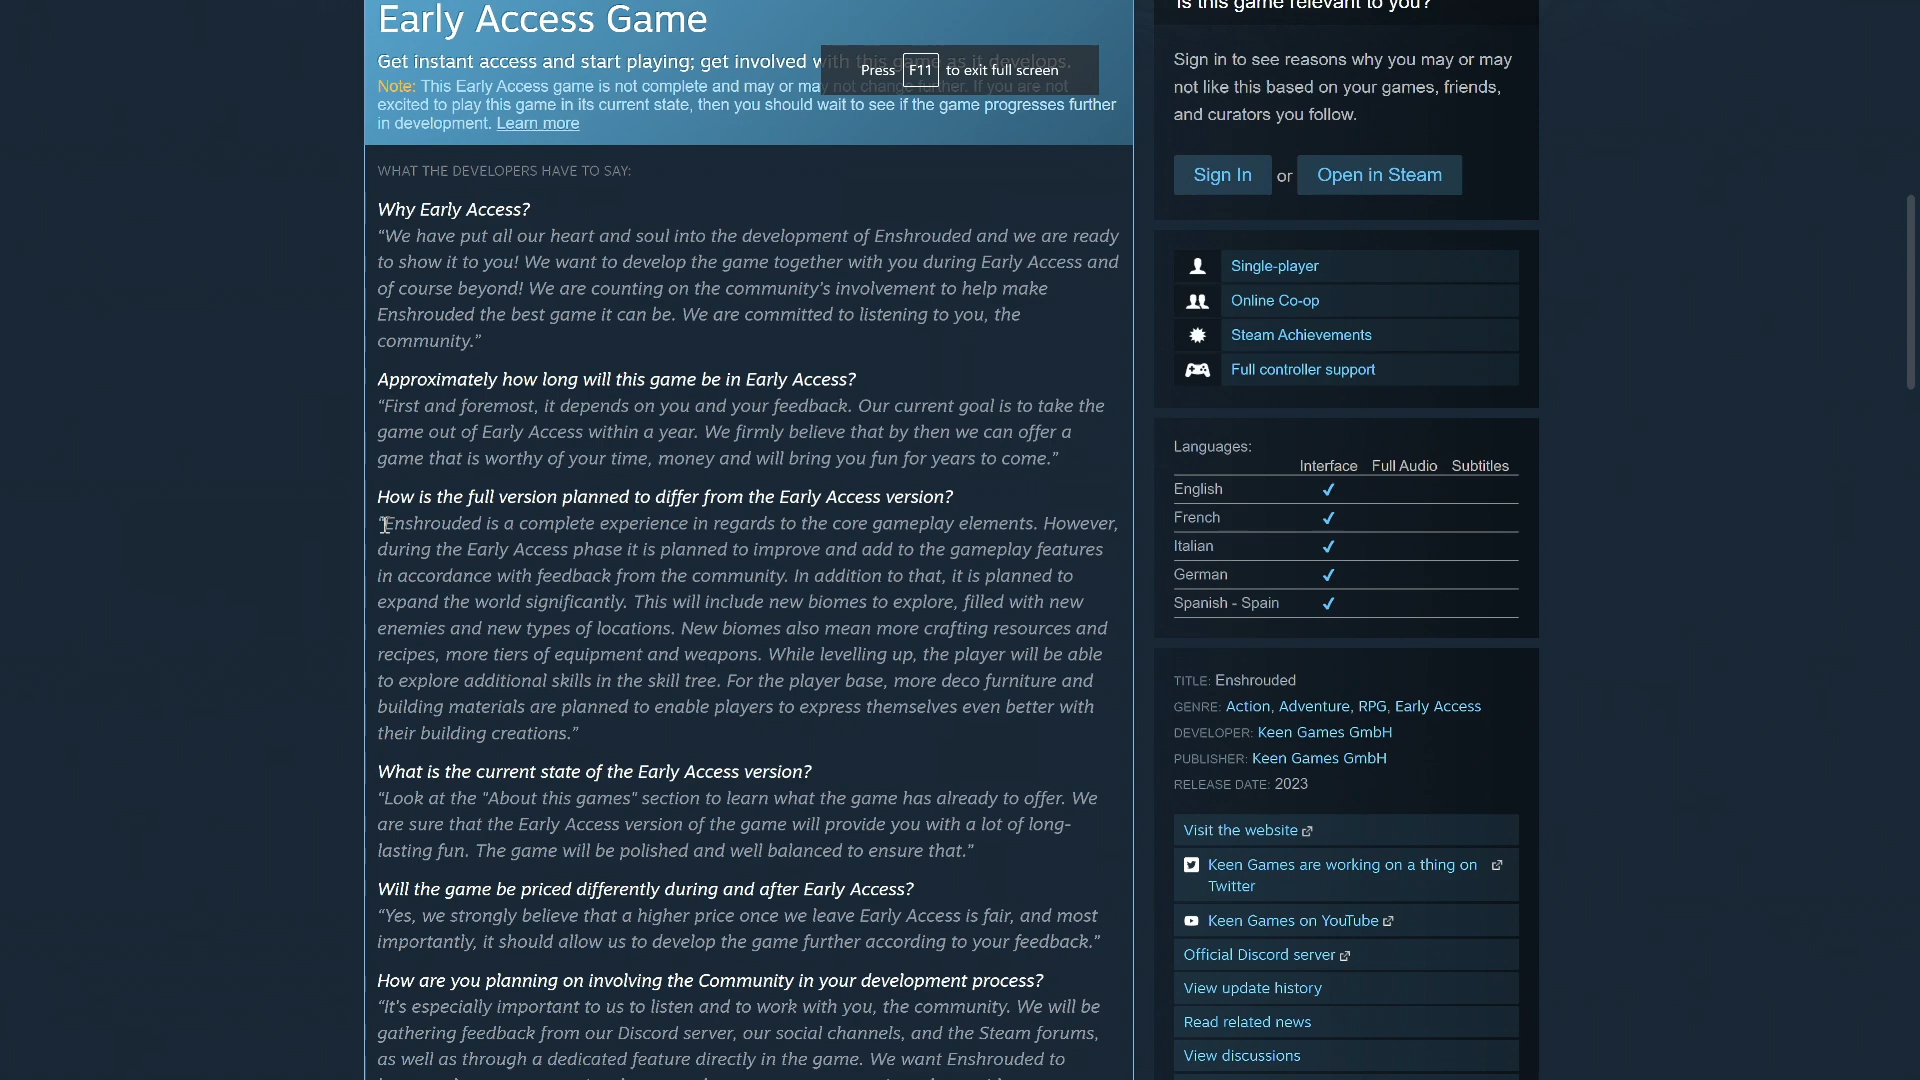 Early Access Game
Get instant access and start playing; get involved with this game as it develops.
Press F11 to exit full screen
Note: This Early Access game is not complete and may or may not change further. If you are not
excited to play this game in its current state, then you should wait to see if the game progresses further
in development. Learn more
WHAT THE DEVELOPERS HAVE TO SAY:
Why Early Access?
“We have put all our heart and soul into the development of Enshrouded and we are ready
to show it to you! We want to develop the game together with you during Early Access and
of course beyond! We are counting on the community’s involvement to help make
Enshrouded the best game it can be. We are committed to listening to you, the
community.”
Approximately how long will this game be in Early Access?
“First and foremost, it depends on you and your feedback. Our current goal is to take the
game out of Early Access within a year. We firmly believe that by then we can offer a
game that is worthy of your time, money and will bring you fun for years to come.”
How is the full version planned to differ from the Early Access version?
“Enshrouded is a complete experience in regards to the core gameplay elements. However,
during the Early Access phase it is planned to improve and add to the gameplay features
in accordance with feedback from the community. In addition to that, it is planned to
expand the world significantly. This will include new biomes to explore, filled with new
enemies and new types of locations. New biomes also mean more crafting resources and
recipes, more tiers of equipment and weapons. While levelling up, the player will be able
to explore additional skills in the skill tree. For the player base, more deco furniture and
building materials are planned to enable players to express themselves even better with
their building creations.”
What is the current state of the Early Access version?
“Look at the "About this games" section to learn what the game has already to offer. We
are sure that the Early Access version of the game will provide you with a lot of long-
lasting fun. The game will be polished and well balanced to ensure that.”
Will the game be priced differently during and after Early Access?
“Yes, we strongly believe that a higher price once we leave Early Access is fair, and most
importantly, it should allow us to develop the game further according to your feedback.”
How are you planning on involving the Community in your development process?
“It's especially important to us to listen and to work with you, the community. We will be
gathering feedback from our Discord server, our social channels, and the Steam forums,
as well as through a dedicated feature directly in the game. We want Enshrouded to
Is this game relevant to you?
Sign in to see reasons why you may or may
not like this based on your games, friends,
and curators you follow.
Sign In or Open in Steam
Single-player
Online Co-op
Steam Achievements
Full controller support
Languages:
Interface Full Audio Subtitles
English ✔
French ✔
Italian ✔
German ✔
Spanish - Spain ✔
TITLE: Enshrouded
GENRE: Action, Adventure, RPG, Early Access
DEVELOPER: Keen Games GmbH
PUBLISHER: Keen Games GmbH
RELEASE DATE: 2023
Visit the website
Keen Games are working on a thing on
Twitter
Keen Games on YouTube
Official Discord server
View update history
Read related news
View discussions